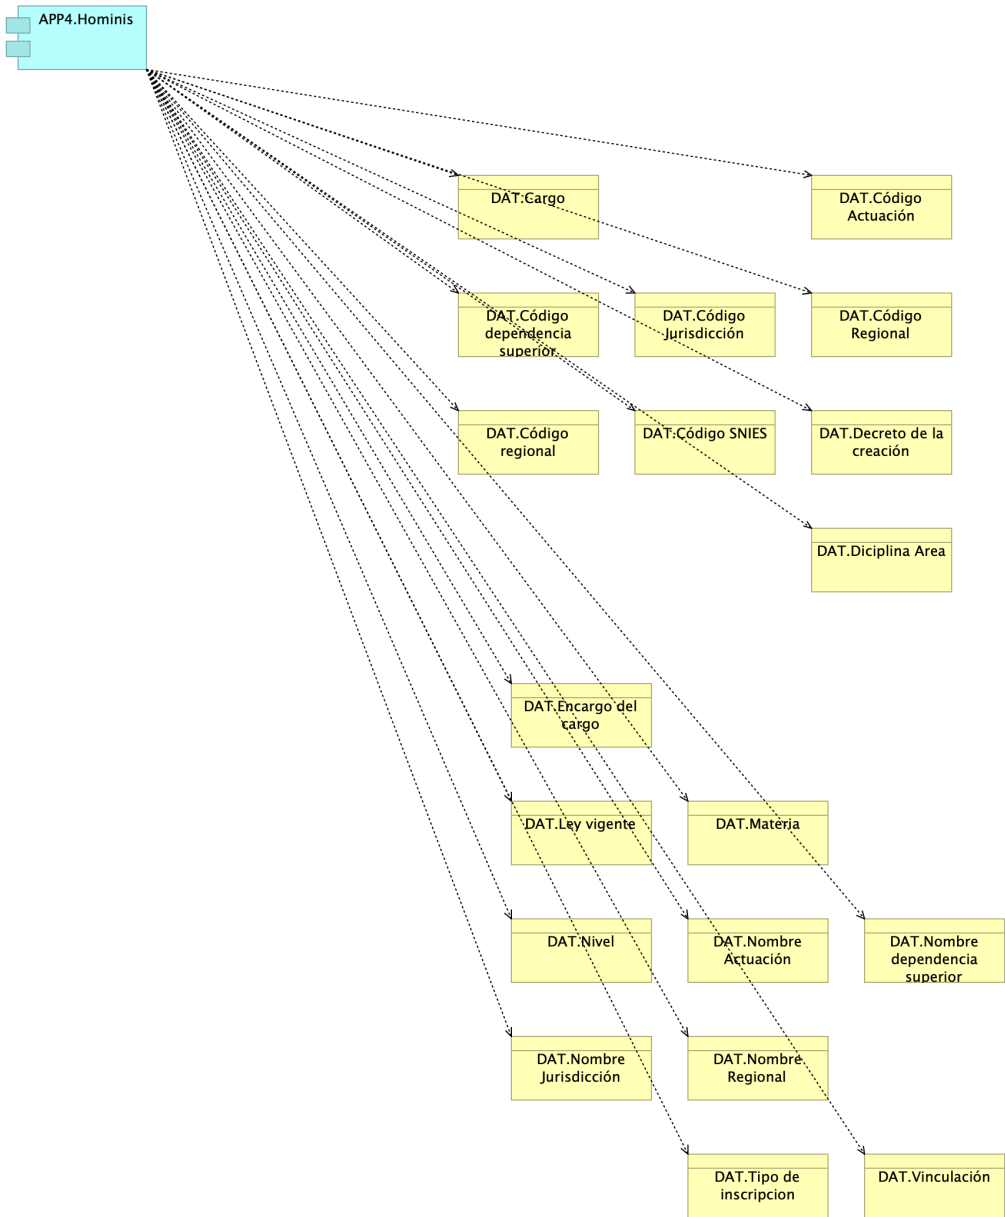 APP4.Hominis
DAT.Cargo
DAT.Código
Actuación
DAT.Código
dependencia
superior
DAT.Código
Jurisdicción
DAT.Código
Regional
DAT.Código
regional
DAT.Código SNIES
DAT.Decreto de la
creación
DAT.Diciplina Area
DAT.Encargo del
cargo
DAT.Ley vigente
DAT.Materia
DAT.Nivel
DAT.Nombre
Actuación
DAT.Nombre
dependencia
superior
DAT.Nombre
Jurisdicción
DAT.Nombre
Regional
DAT.Tipo de
inscripcion
DAT.Vinculación